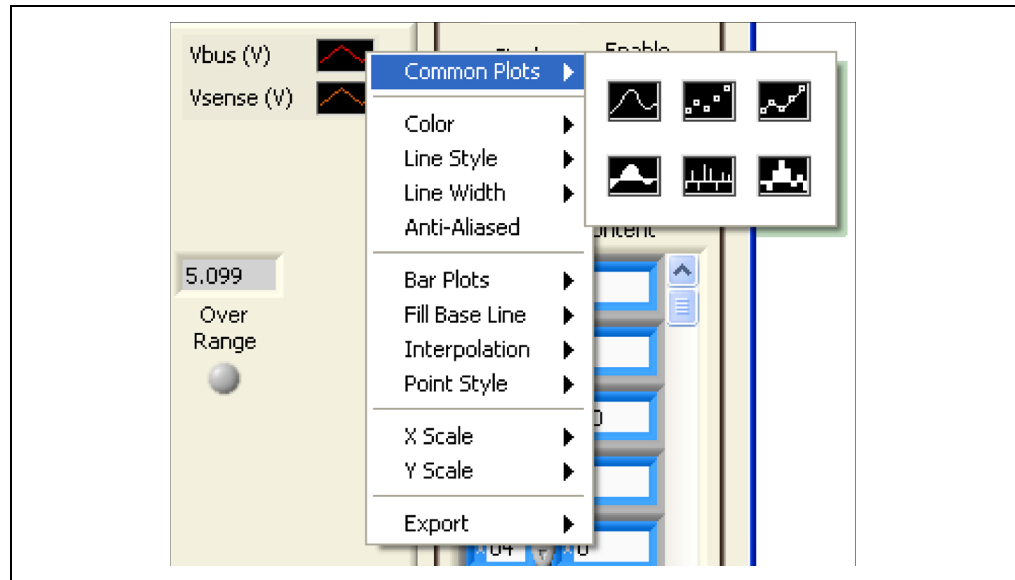 Vbus (V)
Vsense (V)
Enable
Common Plots
Color
Line Style
Line Width
Anti-Aliased
Bar Plots
Fill Base Line
Interpolation
Point Style
X Scale
Y Scale
Export
5.099
Over
Range